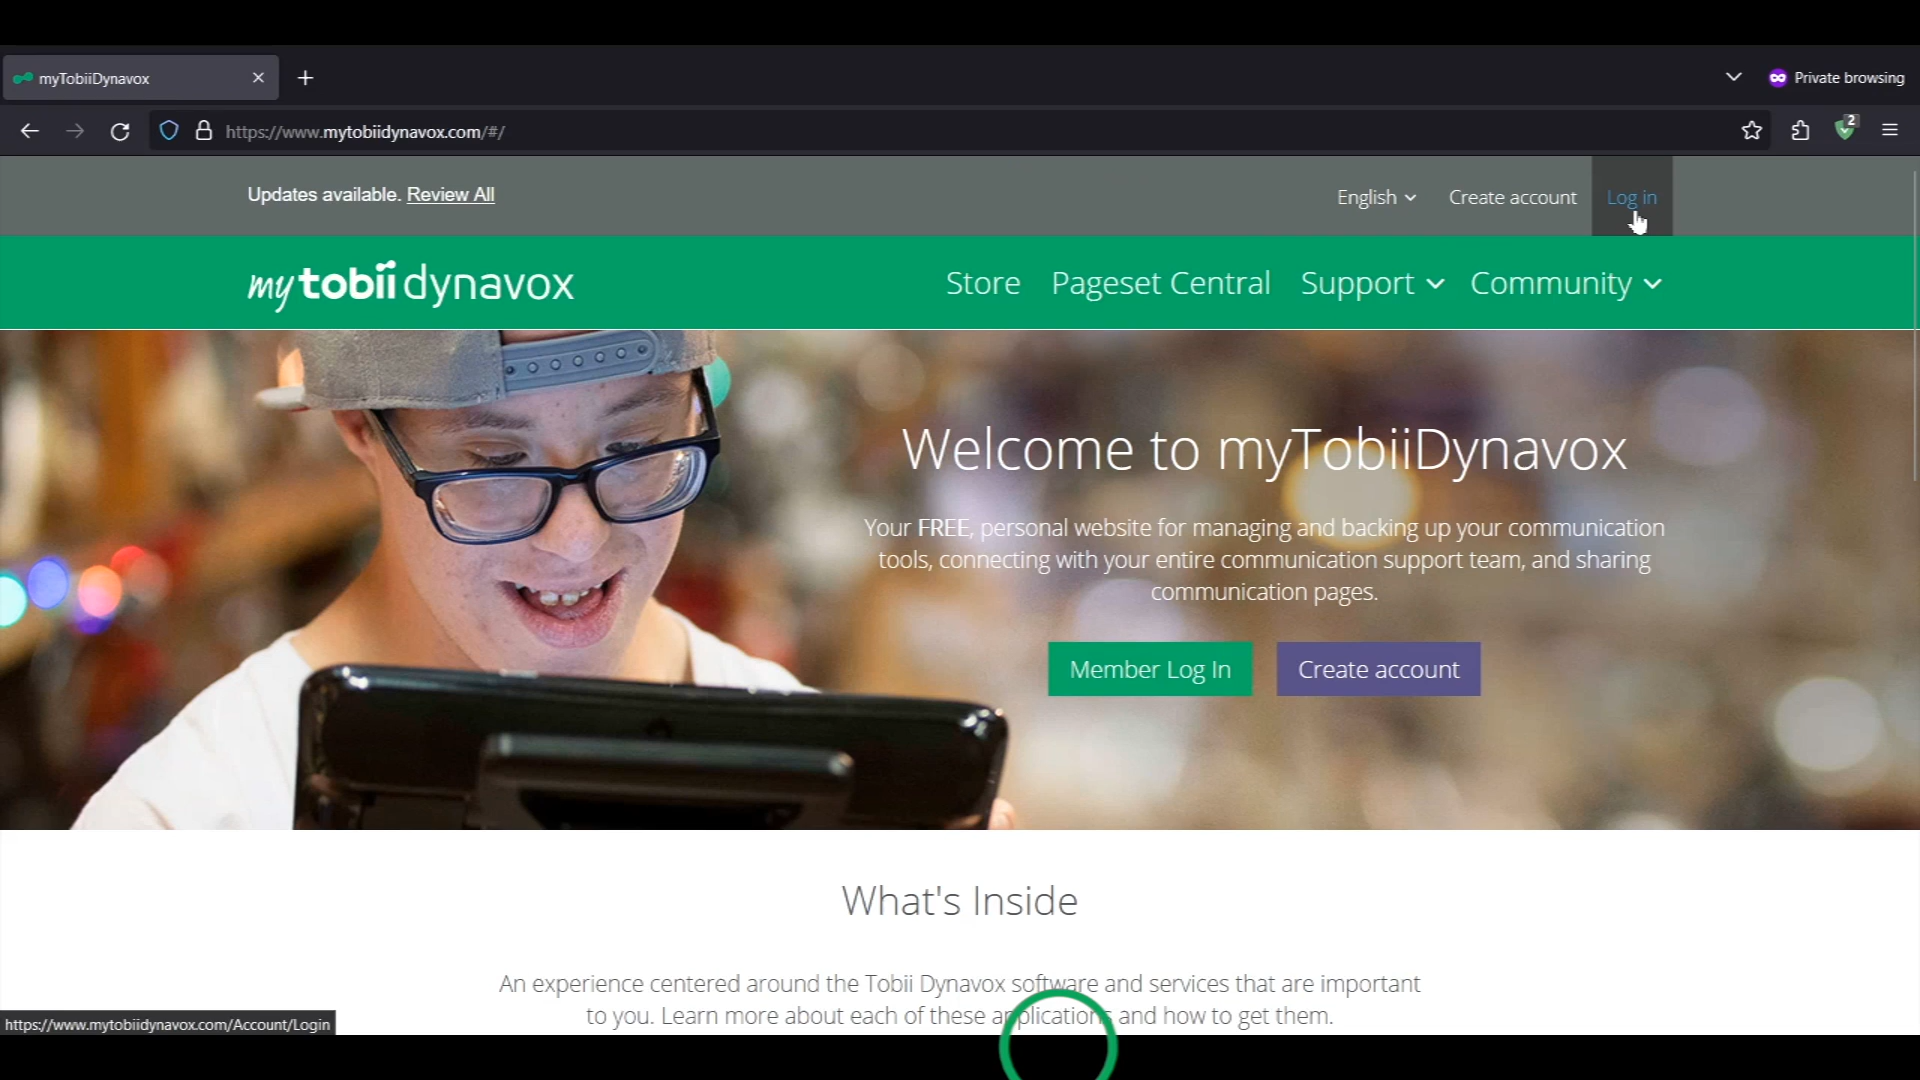 myTobiiDynavox
Private browsing
https://www.mytobiidynavox.com/#/
2
Updates available. Review All
English
Create account
Log in
my tobii dynavox
Store
Pageset Central
Support
Community
Welcome to myTobiiDynavox
Your FREE, personal website for managing and backing up your communication
tools, connecting with your entire communication support team, and sharing
communication pages.
Member Log In
Create account
What's Inside
An experience centered around the Tobii Dynavox software and services that are important
to you. Learn more about each of these applications and how to get them.
https://www.mytobiidynavox.com/Account/Login